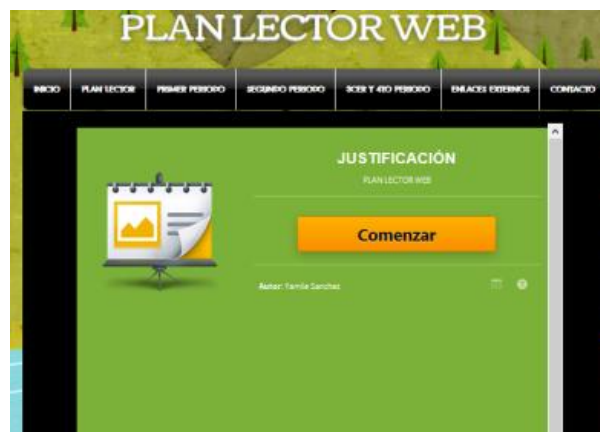 PLAN LECTOR WEB
INICIO PLAN LECTOR PRIMER PERIODO SEGUNDO PERIODO 3CER Y 4TO PERIODO ENLACES EXTERNOS CONTACTO
JUSTIFICACIÓN
PLAN LECTOR WEB
Comenzar
Autor: Yamile Sanchez